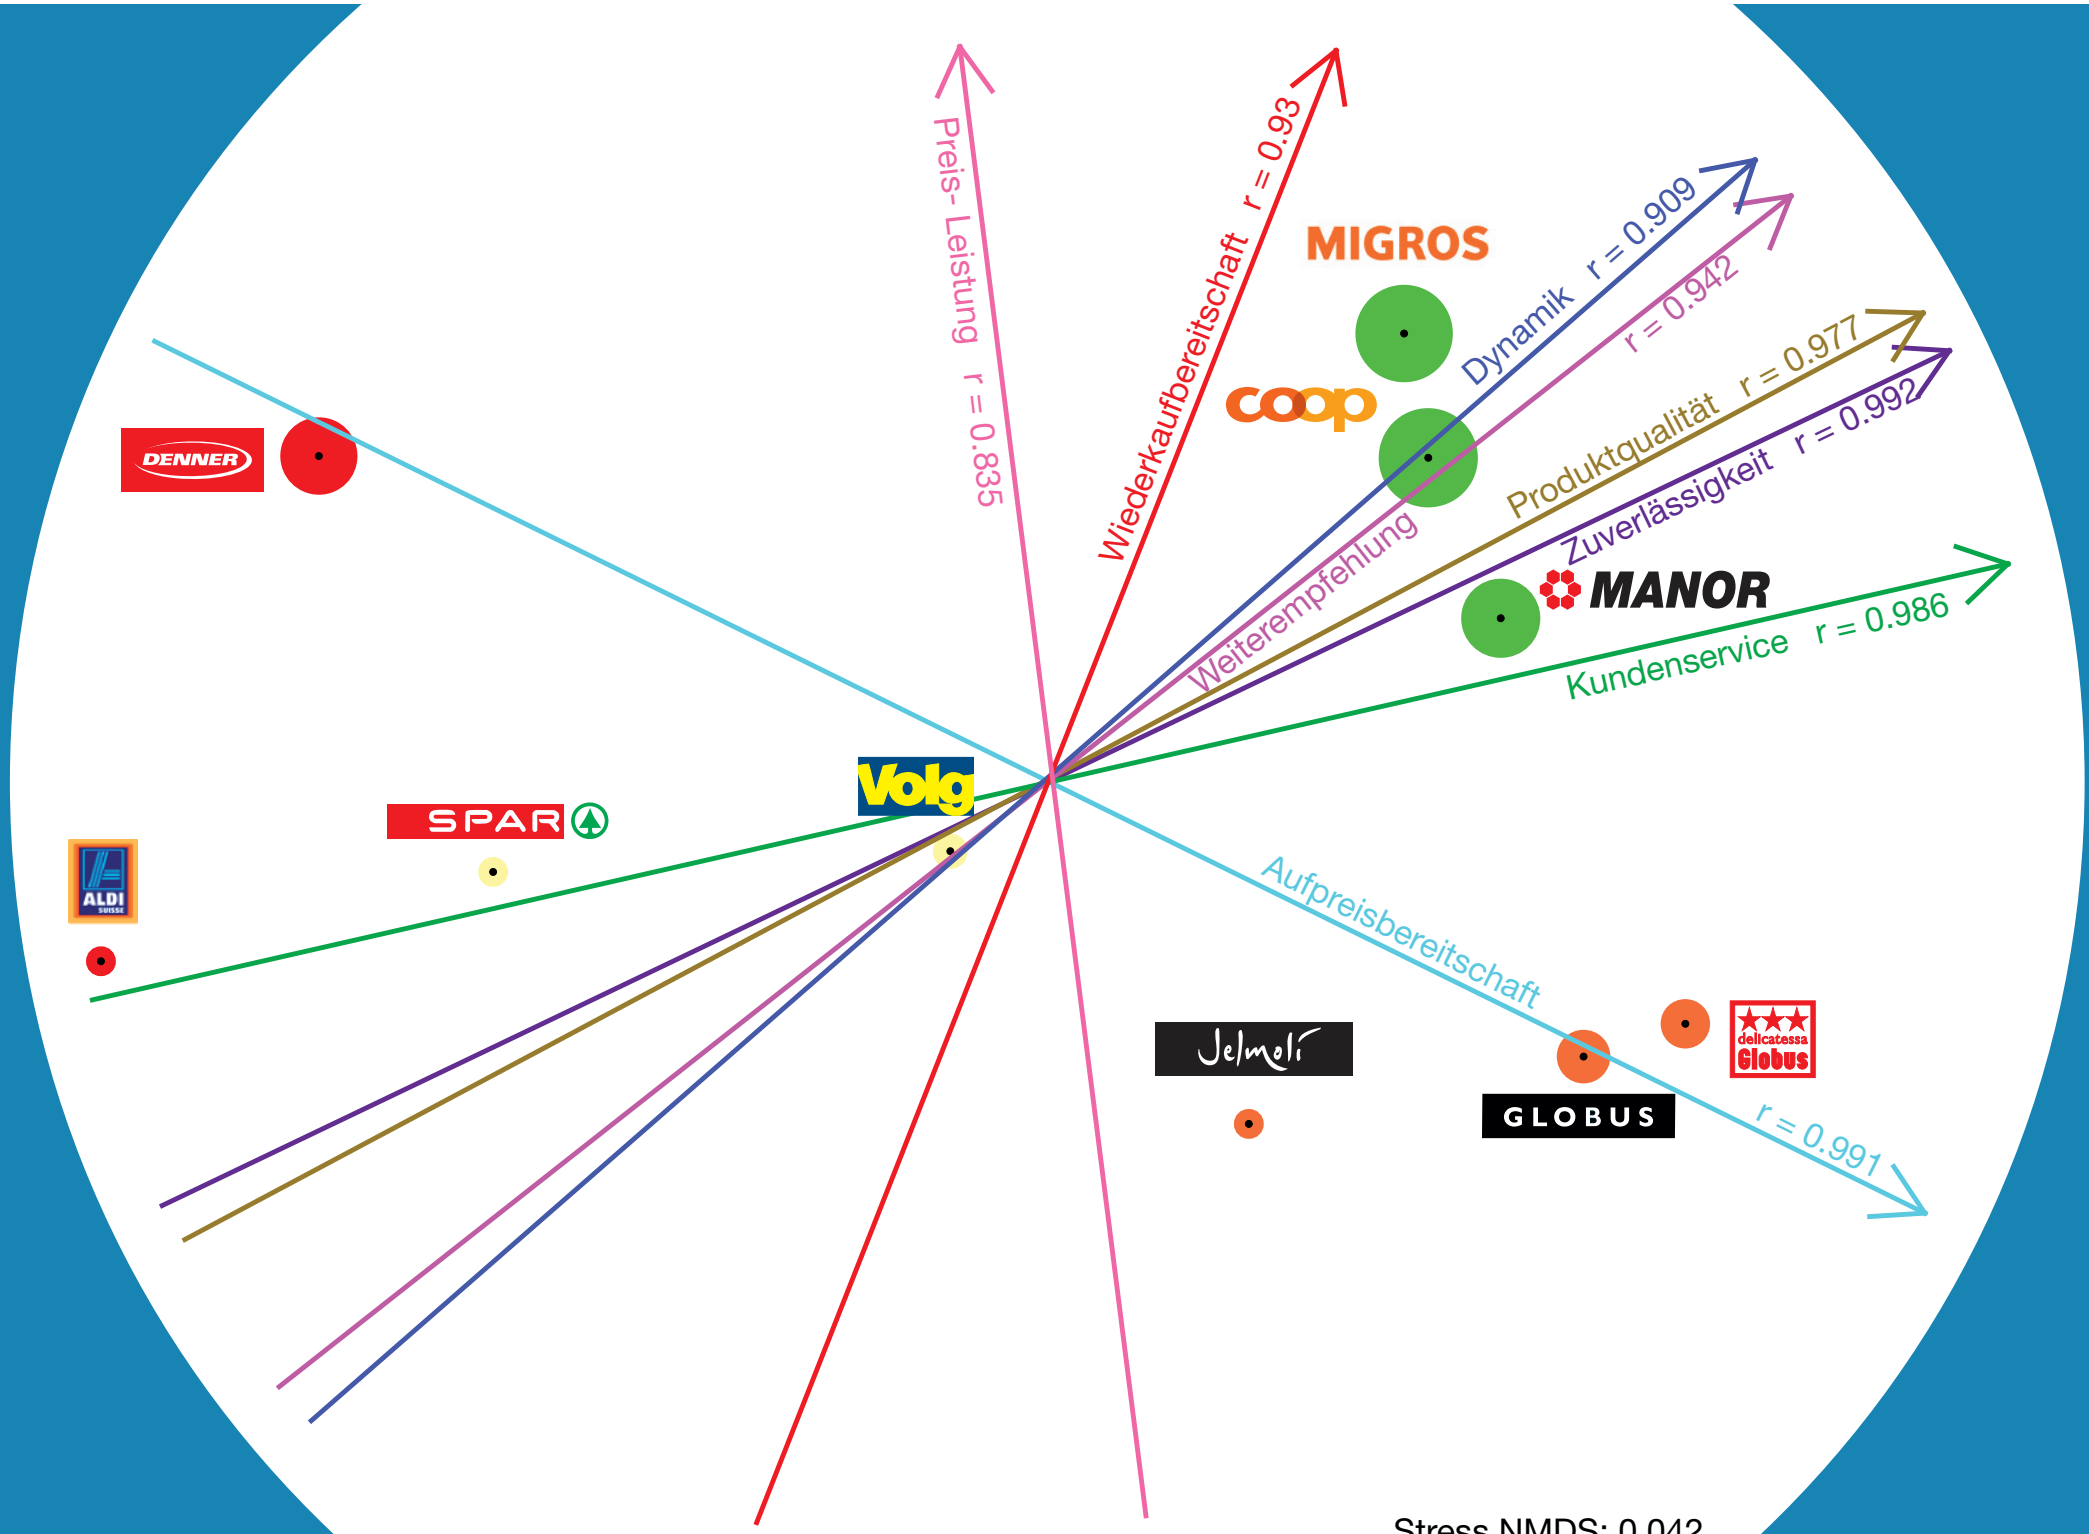 Preis- Leistung r = 0.835
Wiederkaufbereitschaft r = 0.93
MIGROS
coop
Dynamik r = 0.909
Weiterempfehlung r = 0.942
Produktqualität r = 0.977
Zuverlässigkeit r = 0.992
MANOR
Kundenservice r = 0.986
DENNER
Volg
SPAR
ALDI
SUISSE
Aufpreisbereitschaft r = 0.991
Jelmoli
GLOBUS
delicatessa
Globus
Stress NMDS: 0.042